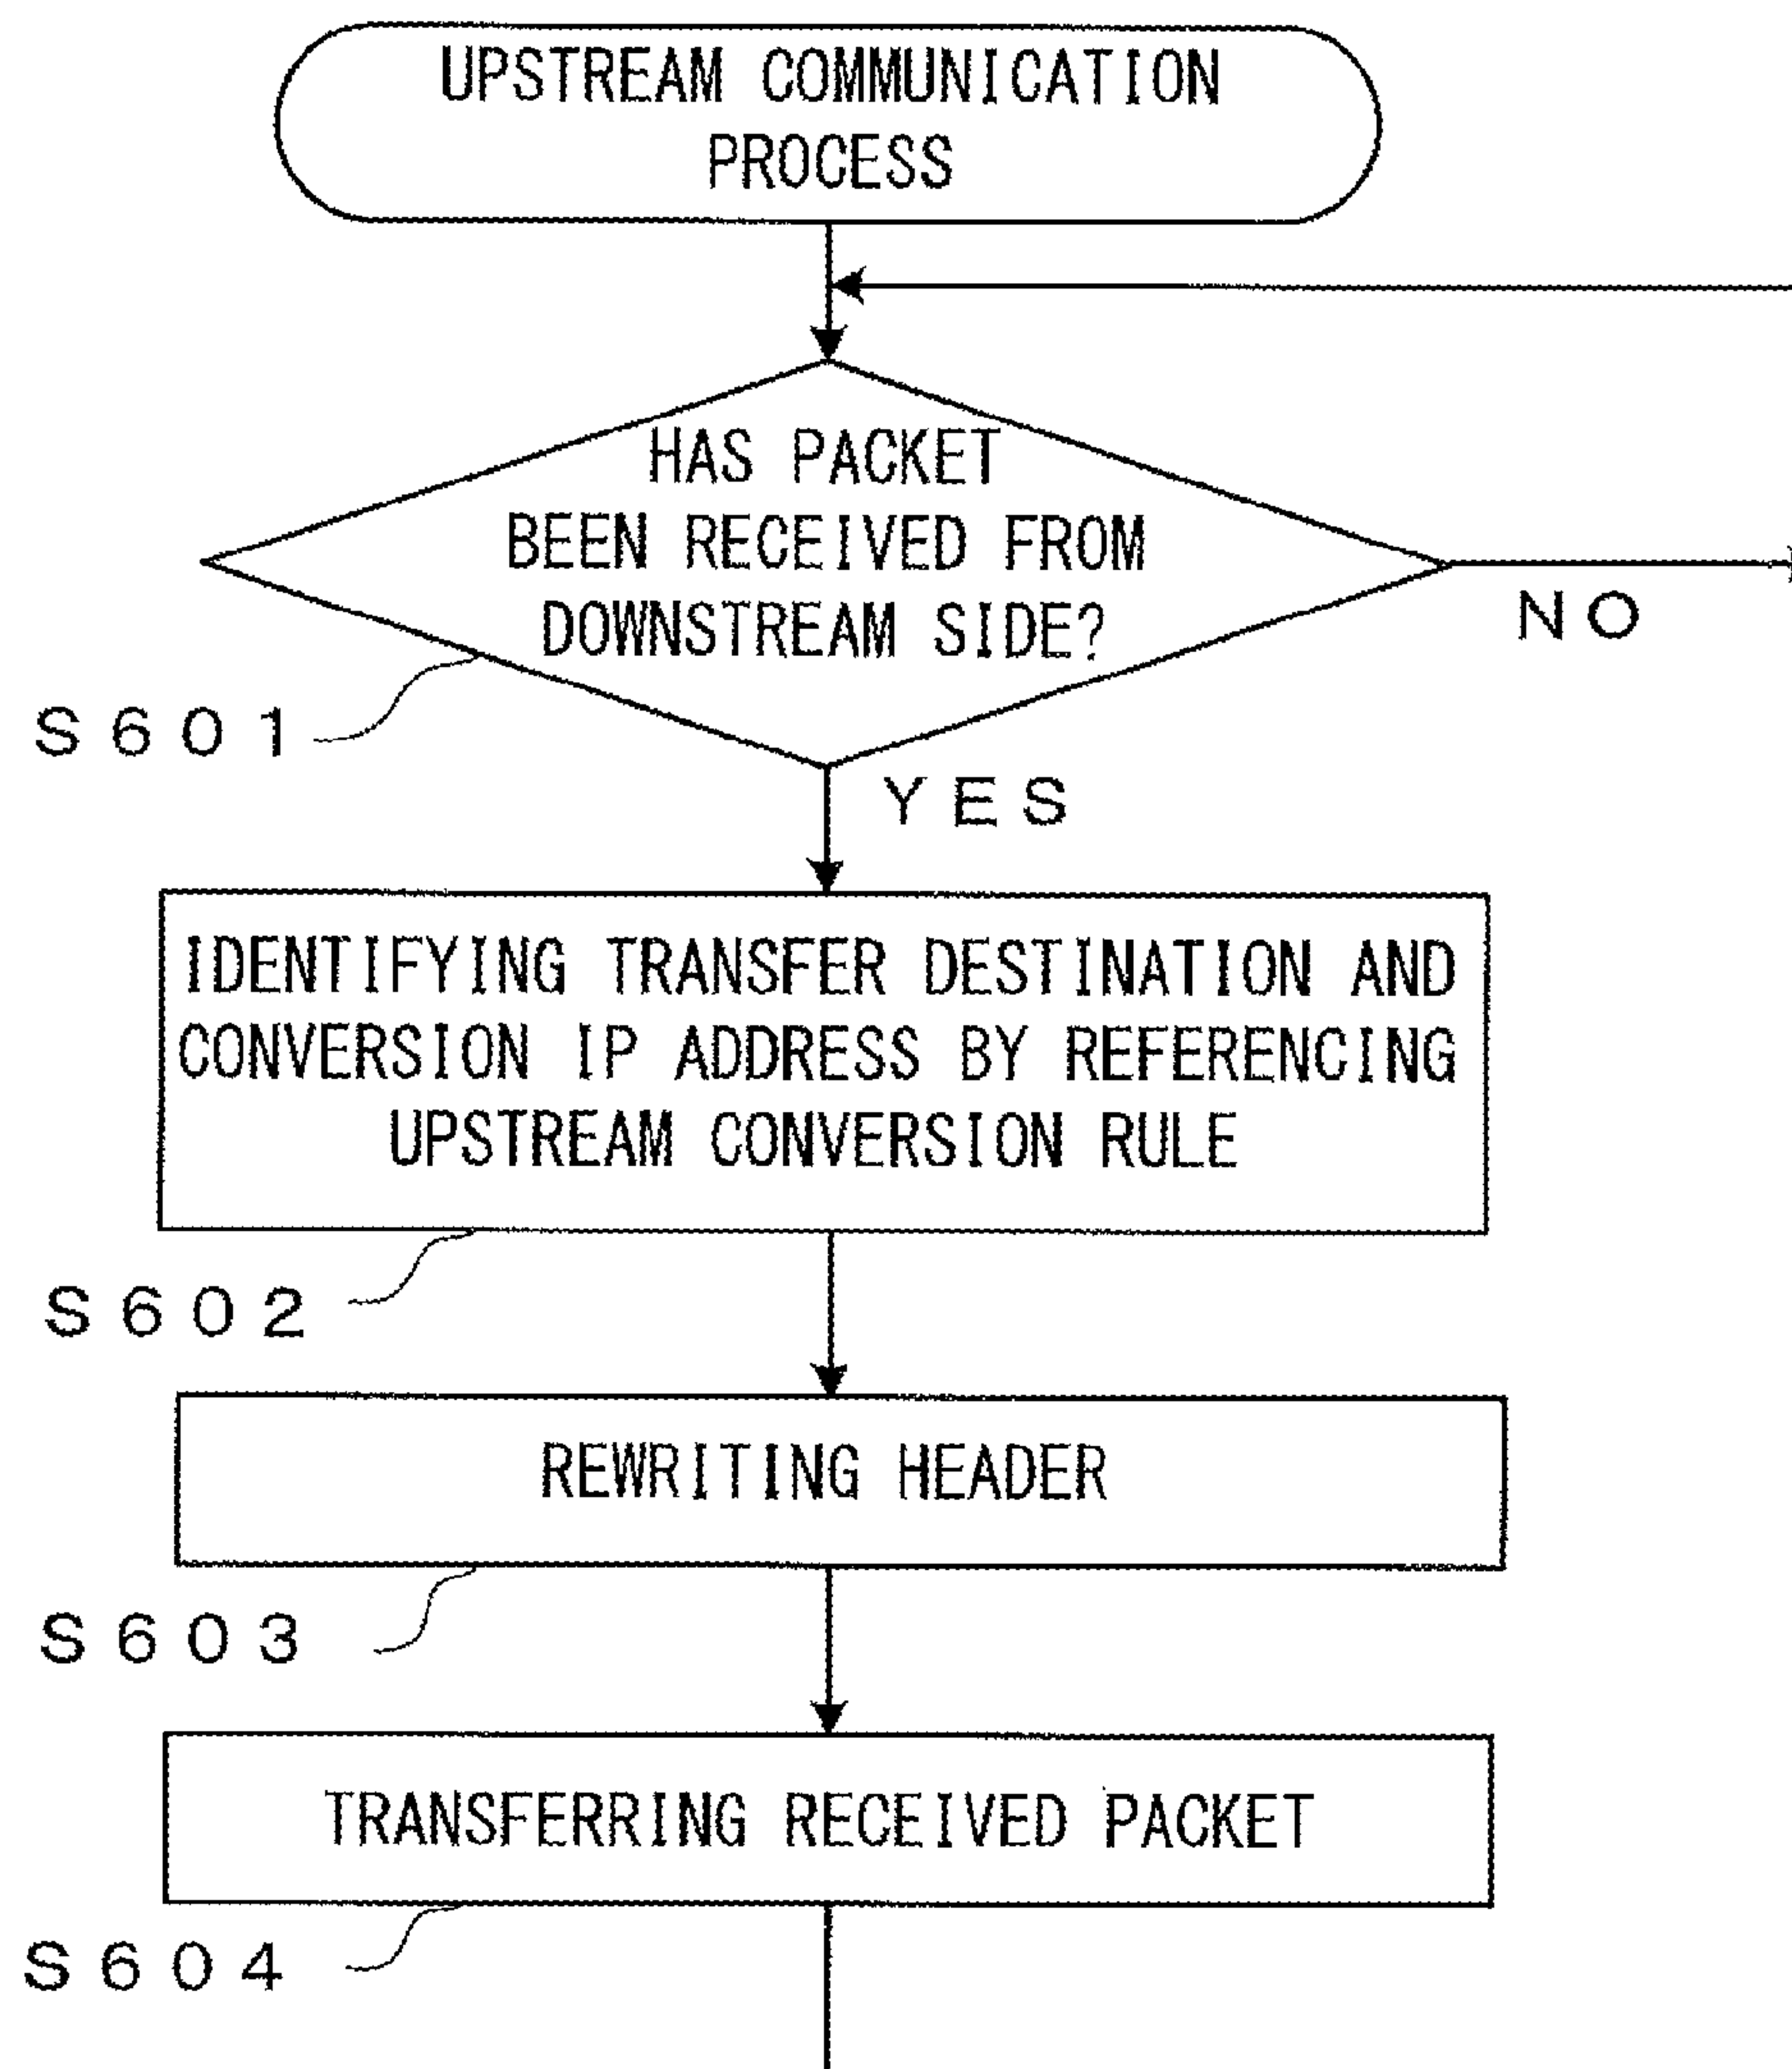 UPSTREAM COMMUNICATION
PROCESS
HAS PACKET
BEEN RECEIVED FROM
DOWNSTREAM SIDE?
NO
S601
YES
IDENTIFYING TRANSFER DESTINATION AND
CONVERSION IP ADDRESS BY REFERENCING
UPSTREAM CONVERSION RULE
S602
REWRITING HEADER
S603
TRANSFERRING RECEIVED PACKET
S604